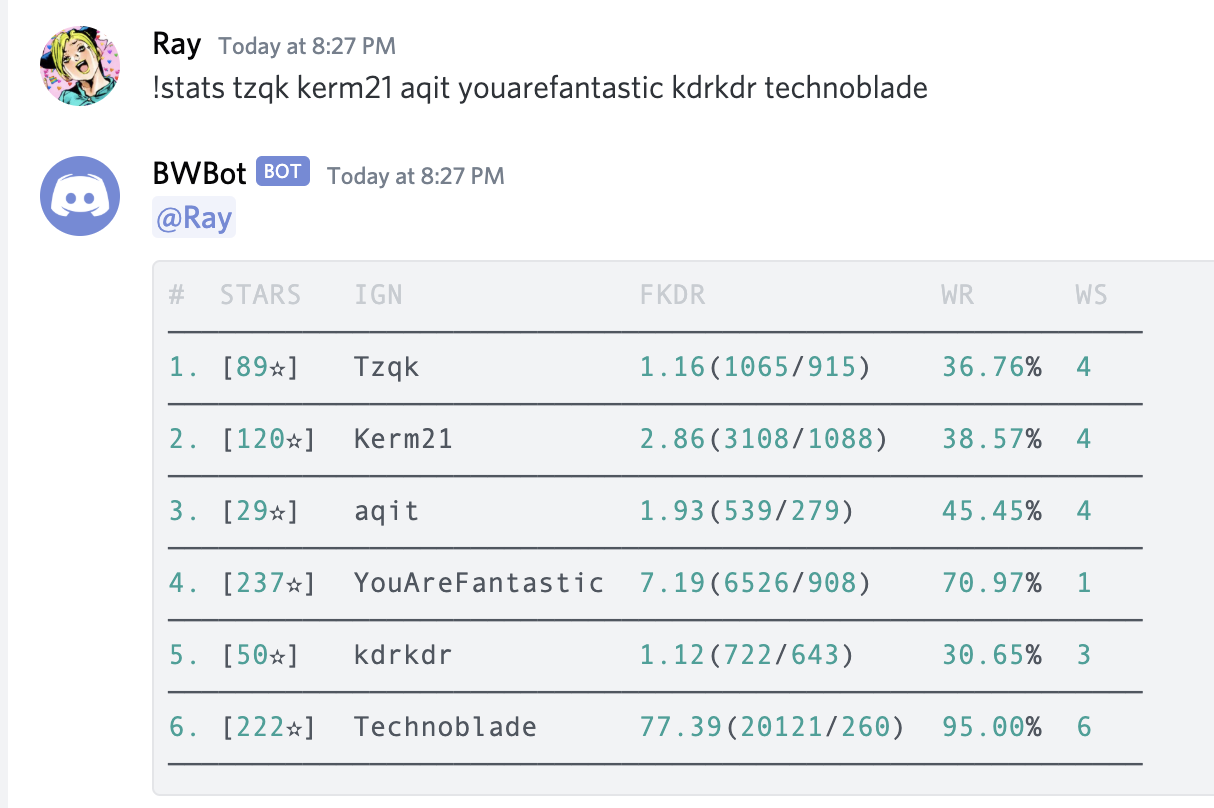 Ray Today at 8:27 PM
!stats tzqk kerm21 aqit youarefantastic kdrkdr technoblade
BWBot BOT Today at 8:27 PM
@Ray
# STARS IGN FKDR WR WS
1. [89☆] Tzqk 1.16(1065/915) 36.76% 4
2. [120☆] Kerm21 2.86(3108/1088) 38.57% 4
3. [29☆] aqit 1.93(539/279) 45.45% 4
4. [237☆] YouAreFantastic 7.19(6526/908) 70.97% 1
5. [50☆] kdrkdr 1.12(722/643) 30.65% 3
6. [222☆] Technoblade 77.39(20121/260) 95.00% 6